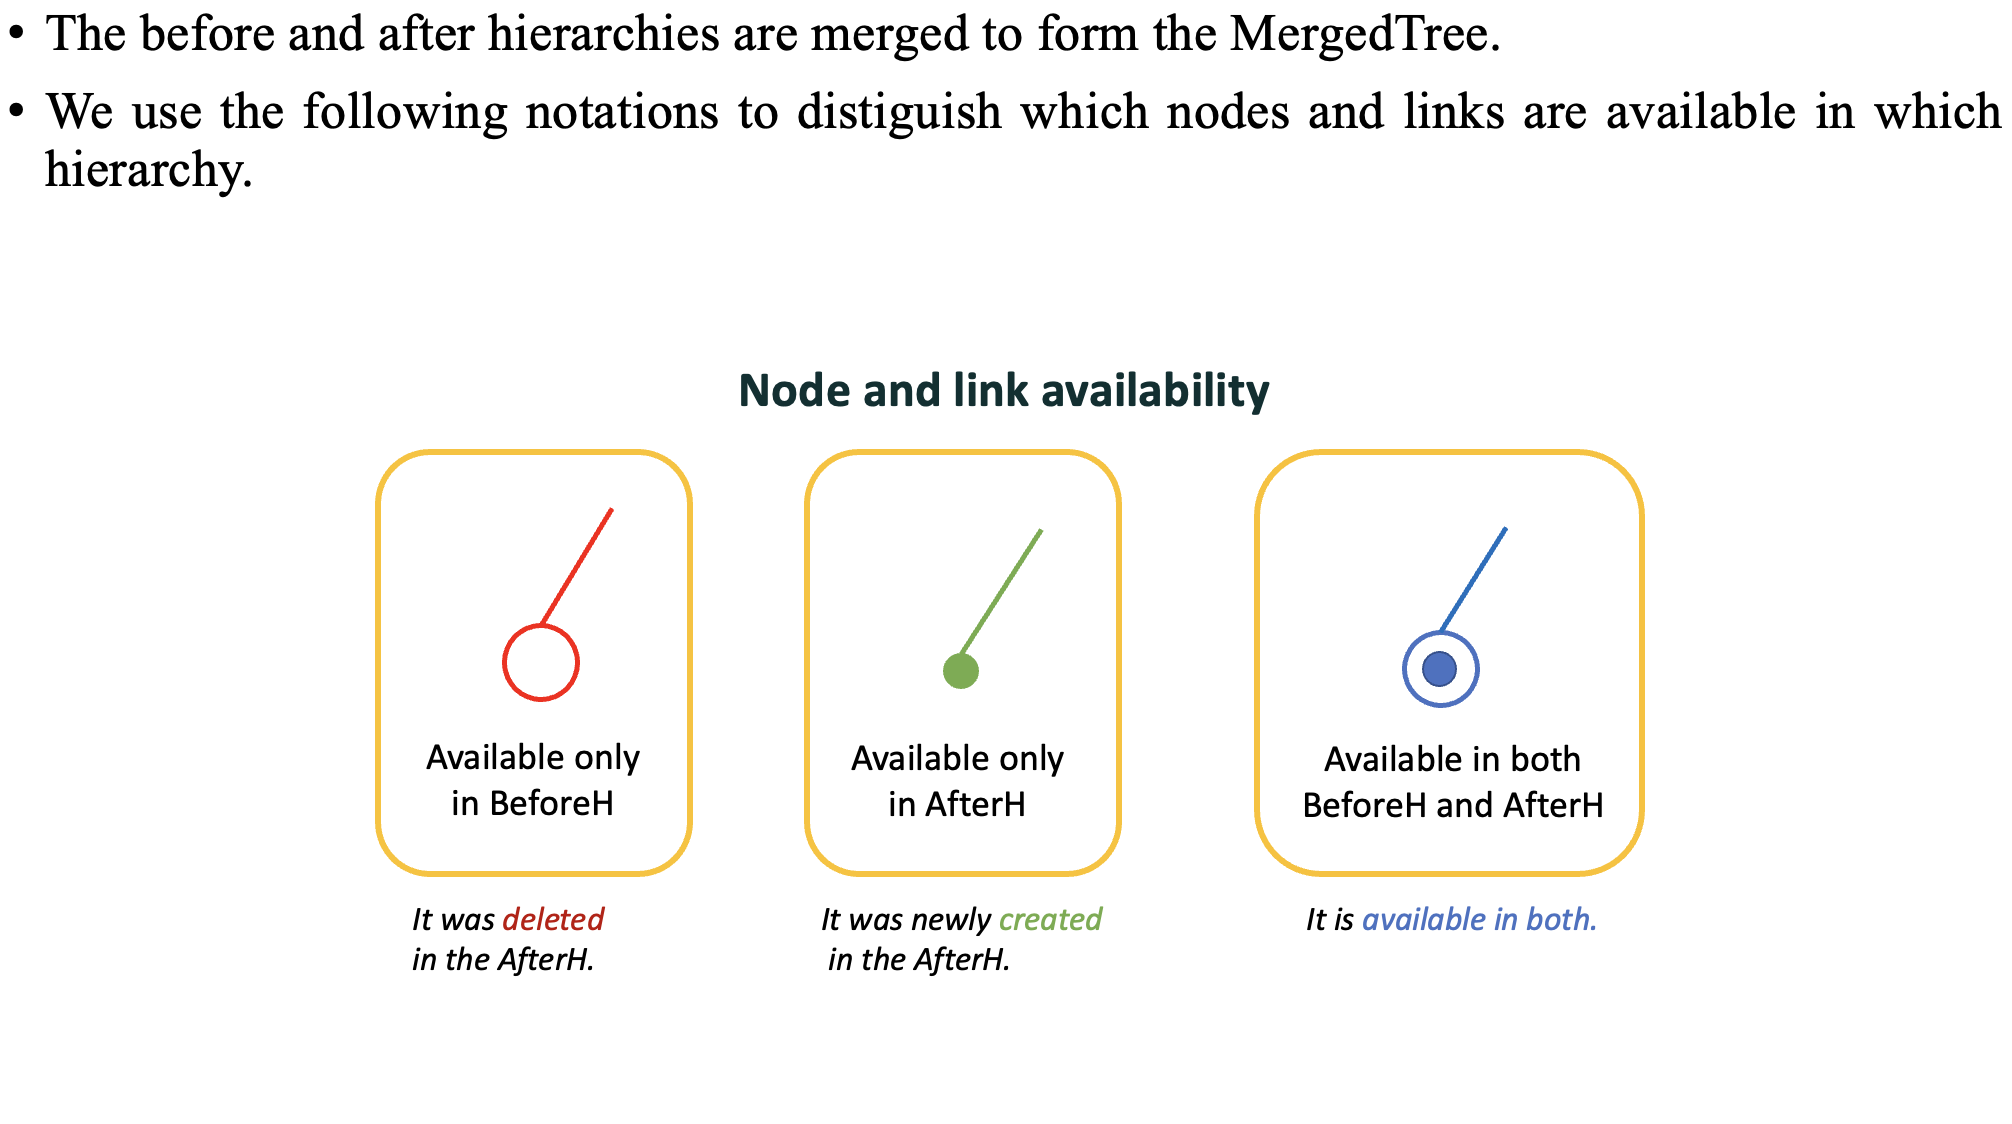 • The before and after hierarchies are merged to form the MergedTree.
• We use the following notations to distiguish which nodes and links are available in which
hierarchy.
Node and link availability
Available only
in BeforeH
It was deleted
in the AfterH.
Available only
in AfterH
It was newly created
in the AfterH.
Available in both
BeforeH and AfterH
It is available in both.